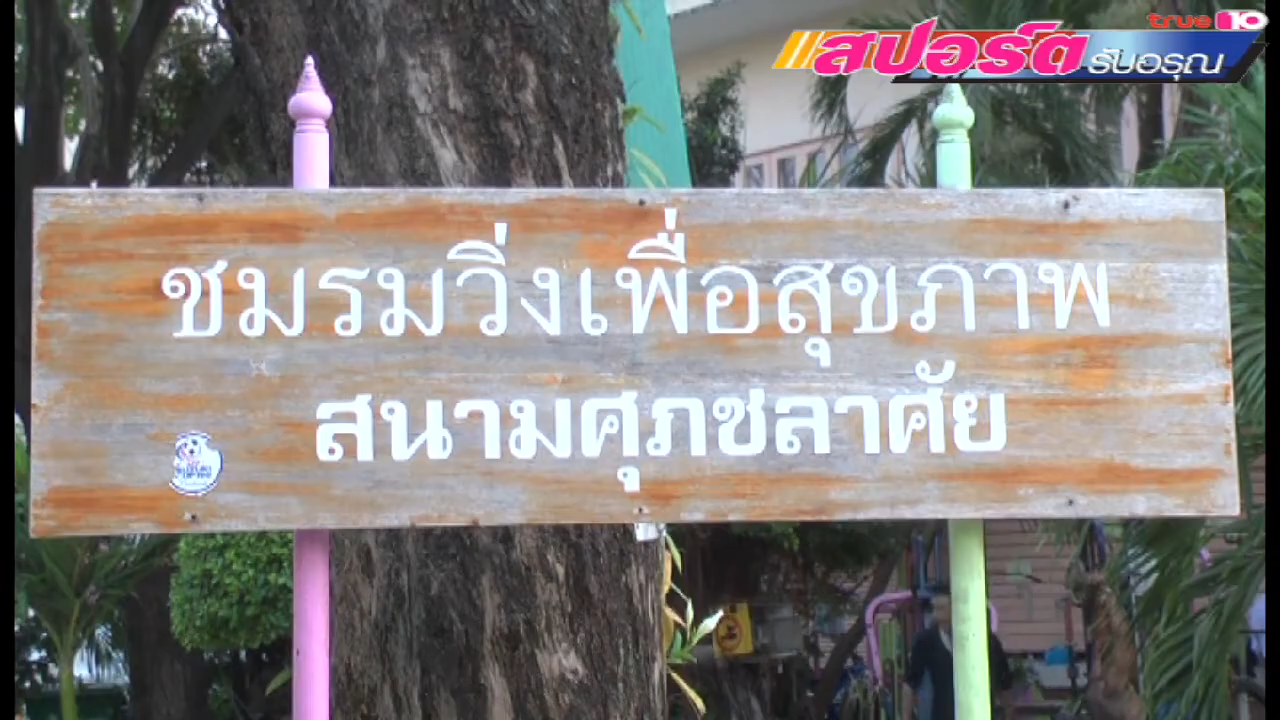 true 10
สปอร์ต รับอรุณ
ชมรมวิ่งเพื่อสุขภาพ
สนามศุภชลาศัย